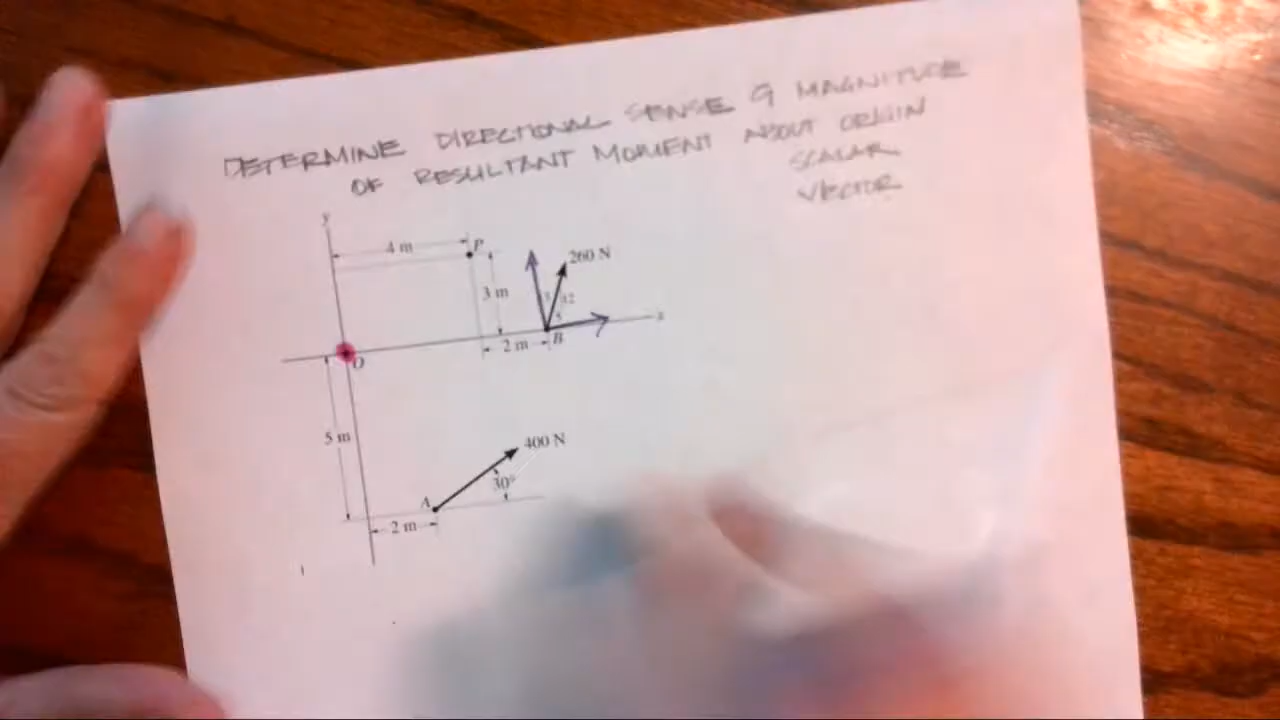 DETERMINE DIRECTIONAL SENSE & MAGNITUDE
OF RESULTANT MOMENT ABOUT ORIGIN
SCALAR
VECTOR
y
4 m
P
260 N
3 m
12
5
x
2 m
B
O
5 m
400 N
30°
A
2 m